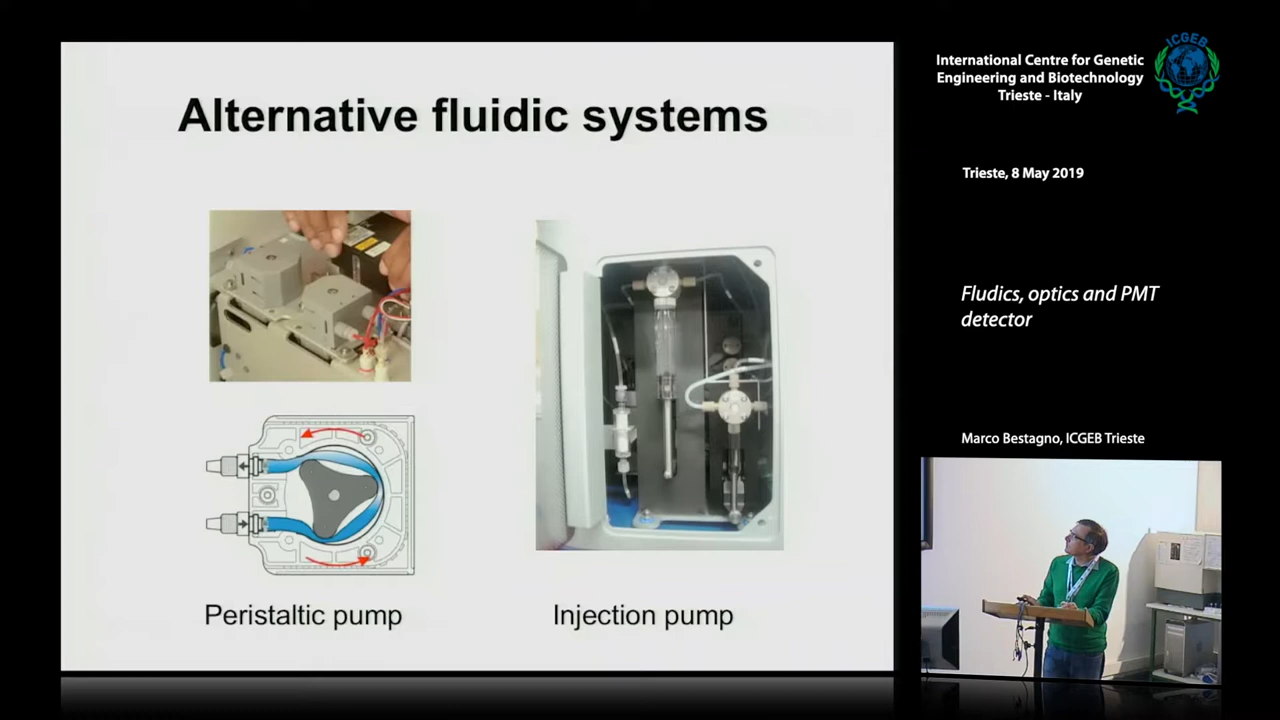 Alternative fluidic systems
Peristaltic pump
Injection pump
International Centre for Genetic
Engineering and Biotechnology
Trieste - Italy
ICGEB
Trieste, 8 May 2019
Fludics, optics and PMT
detector
Marco Bestagno, ICGEB Trieste